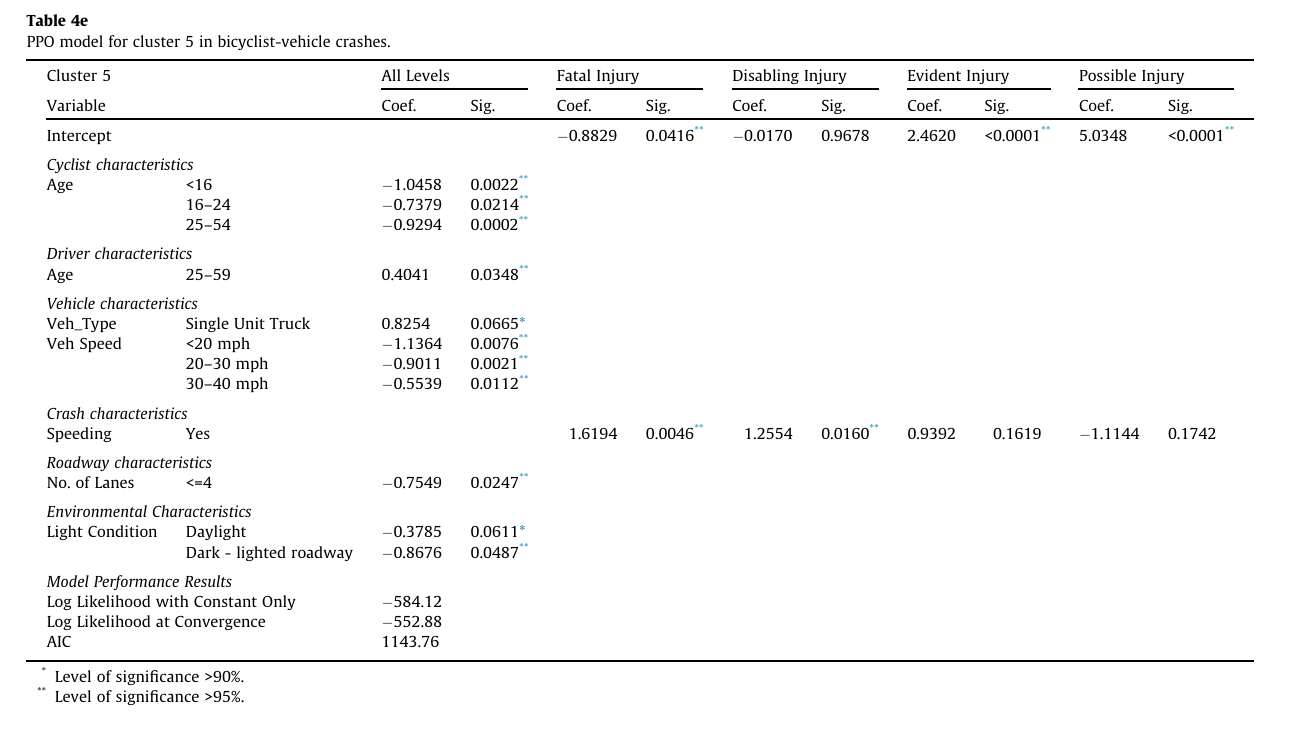 Table 4e
PPO model for cluster 5 in bicyclist-vehicle crashes.
Cluster 5 All Levels Fatal Injury Disabling Injury Evident Injury Possible Injury
Variable Coef. Sig. Coef. Sig. Coef. Sig. Coef. Sig. Coef. Sig.
Intercept −0.8829 0.0416** −0.0170 0.9678 2.4620 <0.0001** 5.0348 <0.0001**
Cyclist characteristics
Age <16 −1.0458 0.0022**
16–24 −0.7379 0.0214**
25–54 −0.9294 0.0002**
Driver characteristics
Age 25–59 0.4041 0.0348**
Vehicle characteristics
Veh_Type Single Unit Truck 0.8254 0.0665*
Veh Speed <20 mph −1.1364 0.0076**
20–30 mph −0.9011 0.0021**
30–40 mph −0.5539 0.0112**
Crash characteristics
Speeding Yes 1.6194 0.0046** 1.2554 0.0160** 0.9392 0.1619 −1.1144 0.1742
Roadway characteristics
No. of Lanes <=4 −0.7549 0.0247**
Environmental Characteristics
Light Condition Daylight −0.3785 0.0611*
Dark - lighted roadway −0.8676 0.0487**
Model Performance Results
Log Likelihood with Constant Only −584.12
Log Likelihood at Convergence −552.88
AIC 1143.76
* Level of significance >90%.
** Level of significance >95%.